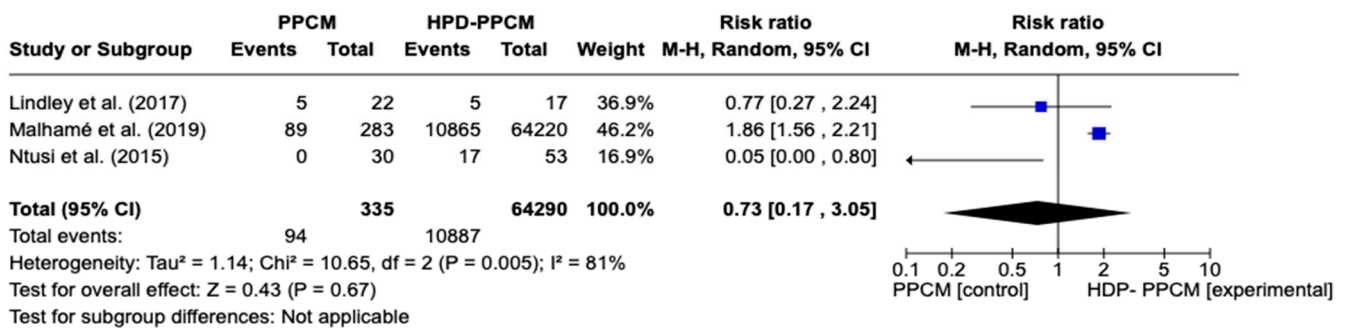 PPCM HPD-PPCM Risk ratio Risk ratio
Study or Subgroup Events Total Events Total Weight M-H, Random, 95% CI M-H, Random, 95% CI
Lindley et al. (2017) 5 22 5 17 36.9% 0.77 [0.27 , 2.24]
Malhamé et al. (2019) 89 283 10865 64220 46.2% 1.86 [1.56 , 2.21]
Ntusi et al. (2015) 0 30 17 53 16.9% 0.05 [0.00 , 0.80]
Total (95% CI) 335 64290 100.0% 0.73 [0.17 , 3.05]
Total events: 94 10887
Heterogeneity: Tau² = 1.14; Chi² = 10.65, df = 2 (P = 0.005); I² = 81%
0.1 0.2 0.5 1 2 5 10
Test for overall effect: Z = 0.43 (P = 0.67)
PPCM [control] HDP- PPCM [experimental]
Test for subgroup differences: Not applicable